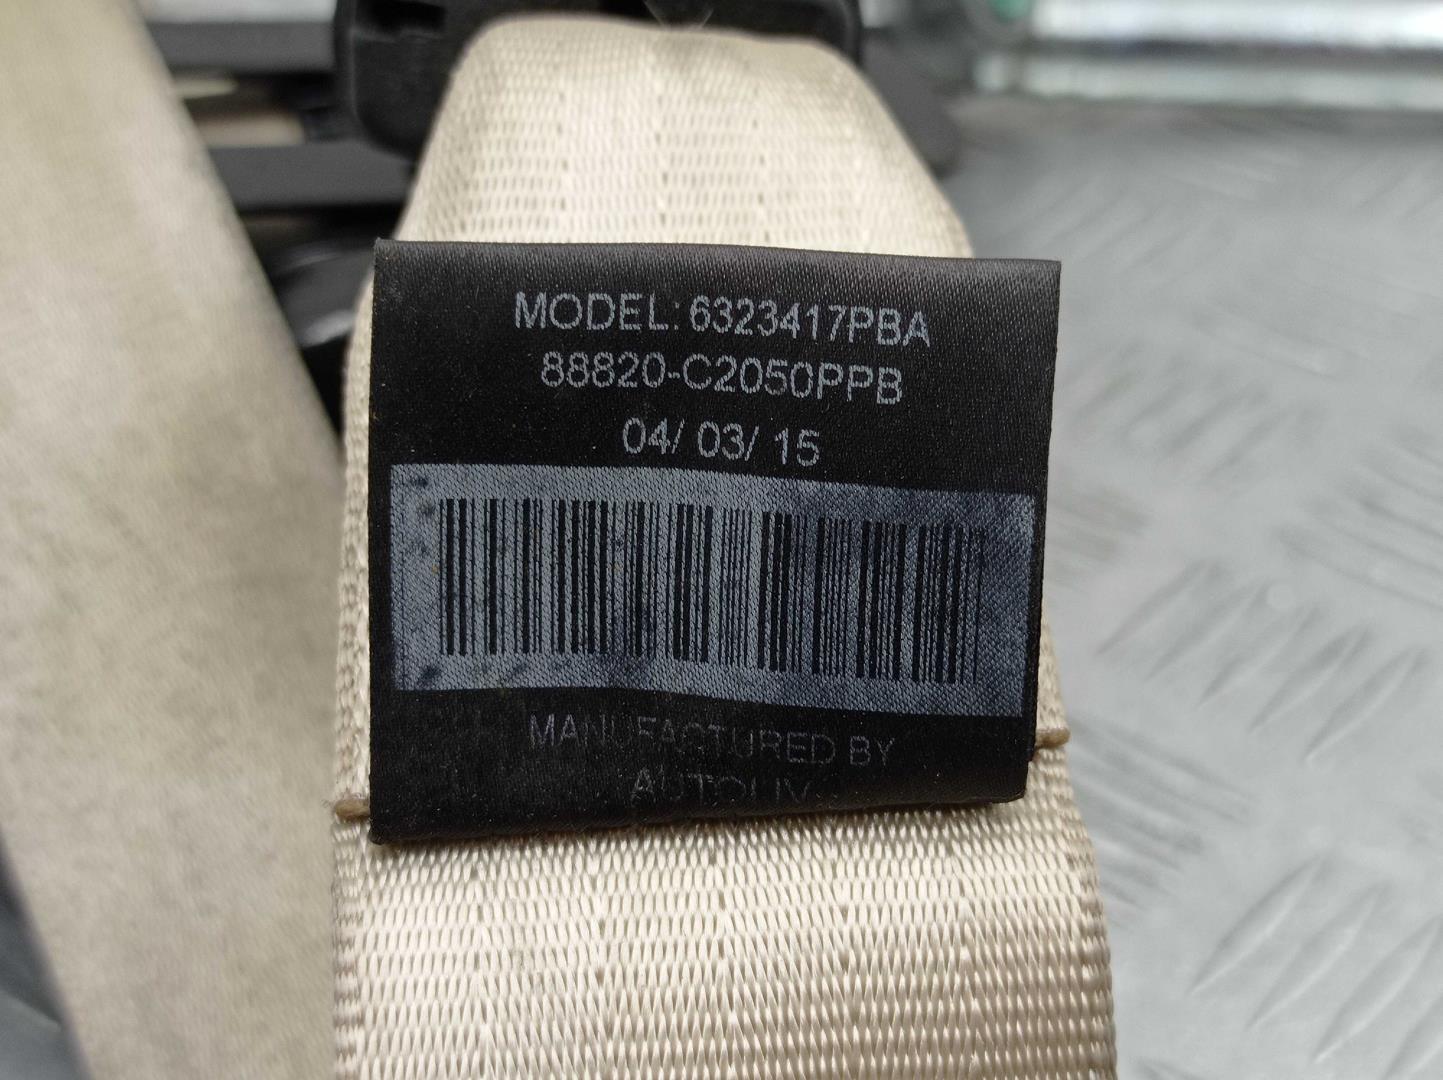 MODEL: 6323417PBA
88820-C2050PPB
04/ 03/ 15
MANUFACTURED BY
AUTOLIV